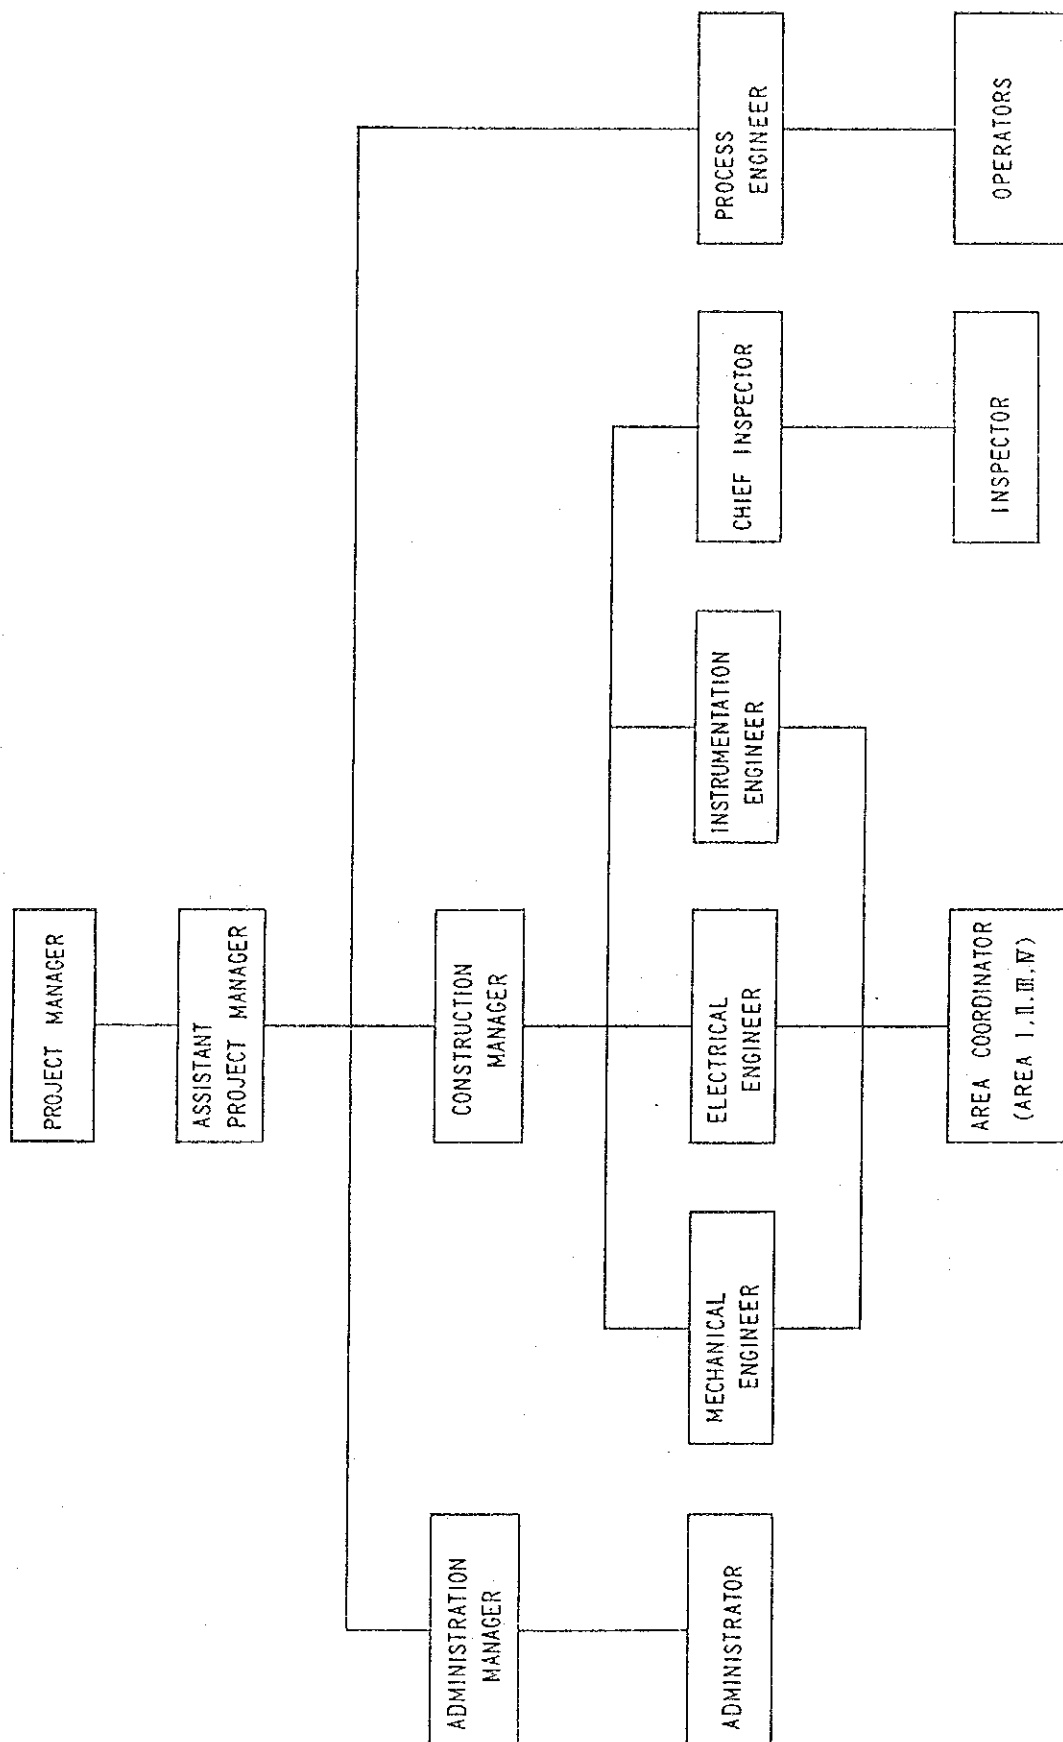 PROJECT MANAGER
ASSISTANT
PROJECT MANAGER
ADMINISTRATION
MANAGER
CONSTRUCTION
MANAGER
ADMINISTRATOR
MECHANICAL
ENGINEER
ELECTRICAL
ENGINEER
INSTRUMENTATION
ENGINEER
CHIEF INSPECTOR
PROCESS
ENGINEER
AREA COORDINATOR
(AREA I,II,III,IV)
INSPECTOR
OPERATORS